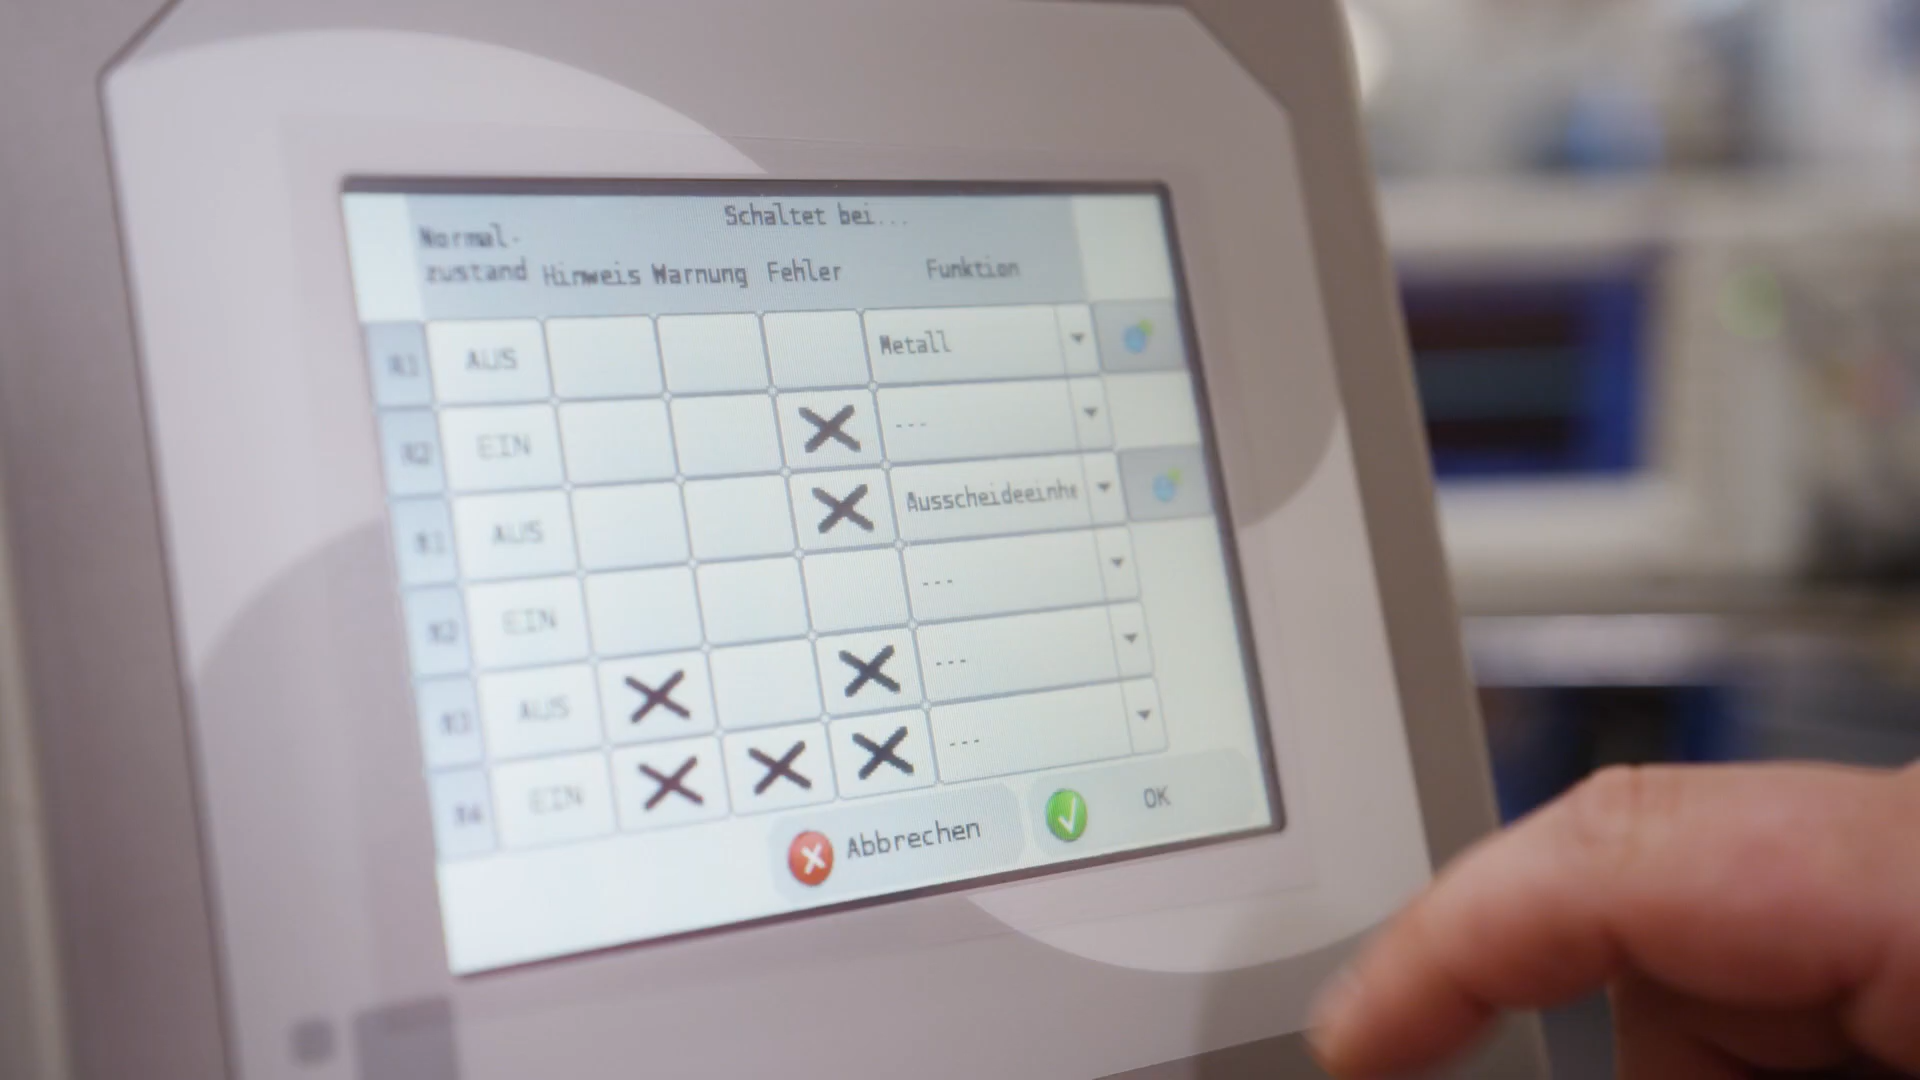 Schaltet bei...
Normal-
zustand Hinweis Warnung Fehler Funktion
AUS Metall
EIN ---
AUS Ausscheideeinhe
EIN ---
AUS ---
EIN ---
Abbrechen OK